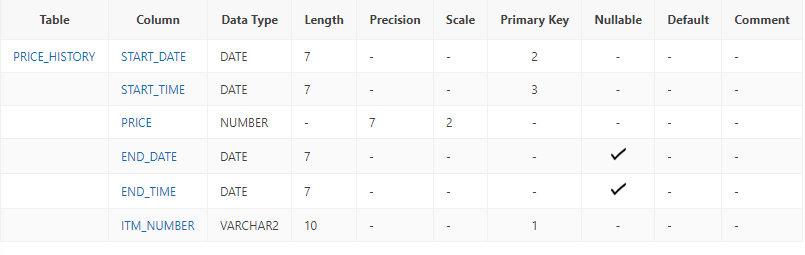 Table Column Data Type Length Precision Scale Primary Key Nullable Default Comment
PRICE_HISTORY START_DATE DATE 7 - - 2 - - -
START_TIME DATE 7 - - 3 - - -
PRICE NUMBER - 7 2 - - - -
END_DATE DATE 7 - - - ✓ - -
END_TIME DATE 7 - - - ✓ - -
ITM_NUMBER VARCHAR2 10 - - 1 - - -